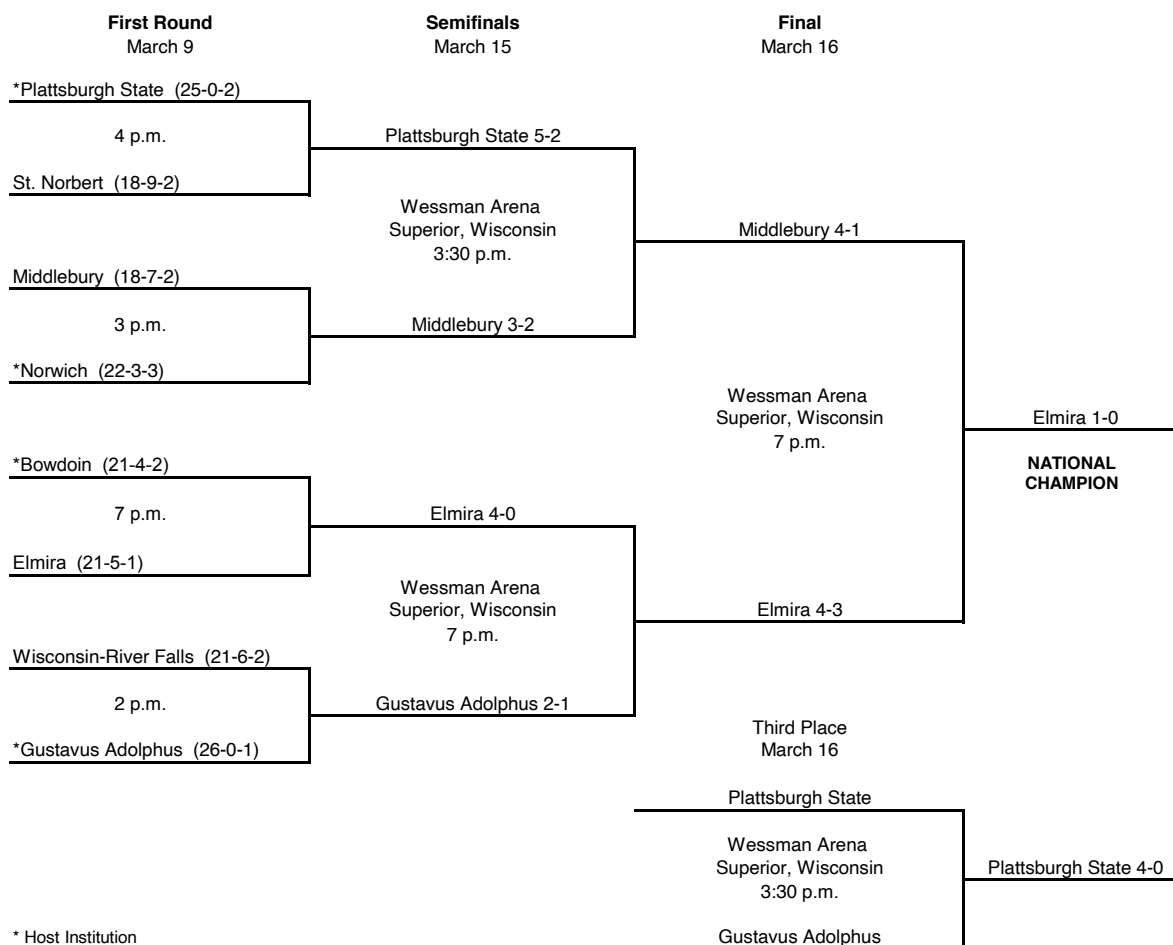 First Round
March 9
Semifinals
March 15
Final
March 16
*Plattsburgh State (25-0-2)
4 p.m.
St. Norbert (18-9-2)
Middlebury (18-7-2)
3 p.m.
*Norwich (22-3-3)
*Bowdoin (21-4-2)
7 p.m.
Elmira (21-5-1)
Wisconsin-River Falls (21-6-2)
2 p.m.
*Gustavus Adolphus (26-0-1)
Plattsburgh State 5-2
Wessman Arena
Superior, Wisconsin
3:30 p.m.
Middlebury 3-2
Elmira 4-0
Wessman Arena
Superior, Wisconsin
7 p.m.
Gustavus Adolphus 2-1
Middlebury 4-1
Wessman Arena
Superior, Wisconsin
7 p.m.
Elmira 4-3
Elmira 1-0
NATIONAL
CHAMPION
Third Place
March 16
Plattsburgh State
Wessman Arena
Superior, Wisconsin
3:30 p.m.
Gustavus Adolphus
Plattsburgh State 4-0
* Host Institution